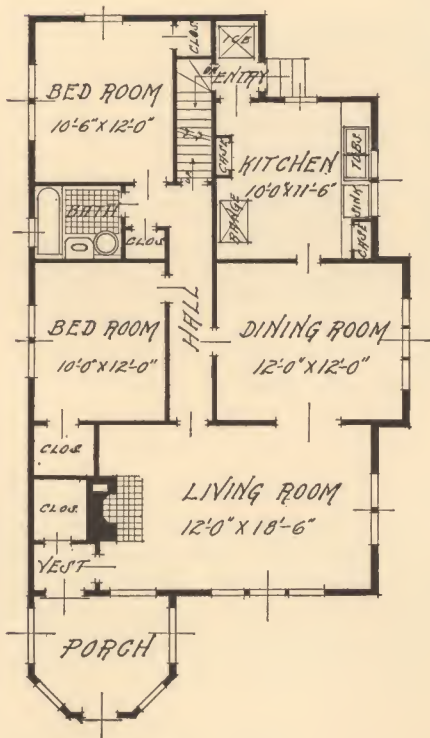 CLOS.
ICE
ENTRY
DN
BED ROOM
10'-6" X 12'-0"
UP
CASE
KITCHEN
10'-0" X 11'-6"
TUBS
SINK
RANGE
CASE
BATH
CLOS
BED ROOM
10'-0" X 12'-0"
HALL
DINING ROOM
12'-0" X 12'-0"
CLOS.
CLOS.
LIVING ROOM
12'-0" X 18'-6"
VEST
PORCH